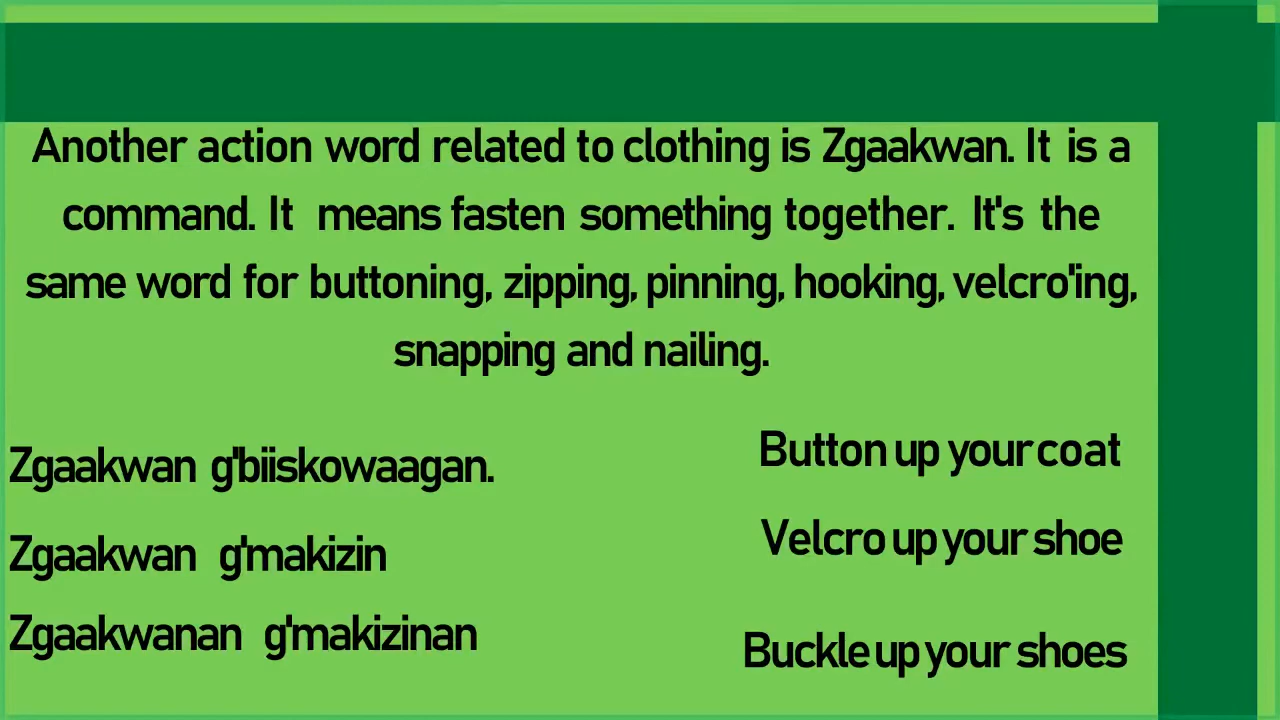 Another action word related to clothing is Zgaakwan. It is a
command. It means fasten something together. It's the
same word for buttoning, zipping, pinning, hooking, velcro'ing,
snapping and nailing.
Zgaakwan g'biiskowaagan.
Button up your coat
Zgaakwan g'makizin
Velcro up your shoe
Zgaakwanan g'makizinan
Buckle up your shoes